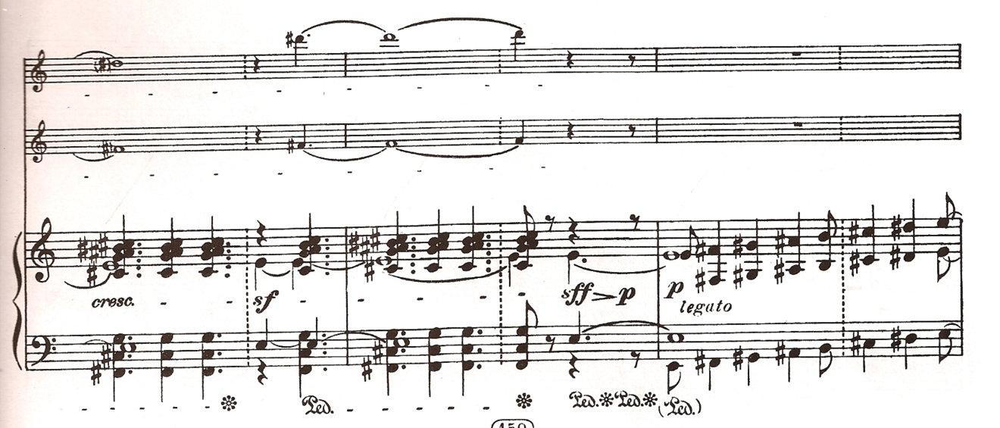 cresc. sf sff p p
legato
Ped. Ped. Ped. (Ped.)